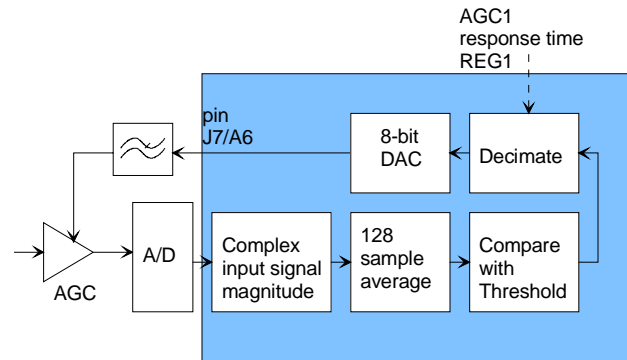 AGC1
response time
REG1
pin
J7/A6
8-bit
DAC
Decimate
A/D
Complex
input signal
magnitude
128
sample
average
Compare
with
Threshold
AGC